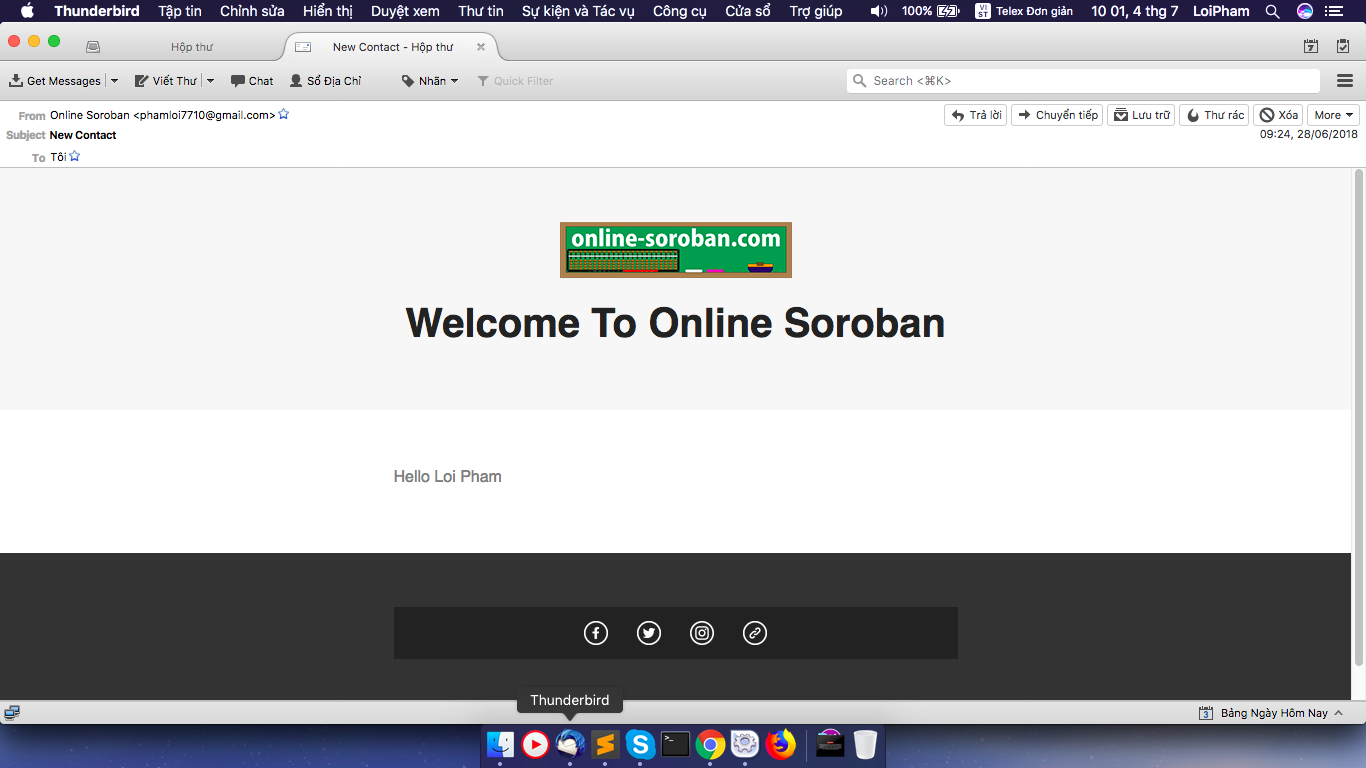 Thunderbird Tập tin Chỉnh sửa Hiển thị Duyệt xem Thư tin Sự kiện và Tác vụ Công cụ Cửa sổ Trợ giúp 100% VI ST Telex Đơn giản 10 01, 4 thg 7 LoiPham
Hộp thư New Contact - Hộp thư 7
Get Messages Viết Thư Chat Sổ Địa Chỉ Nhãn Quick Filter Search <⌘K>
From Online Soroban <phamloi7710@gmail.com> Trả lời Chuyển tiếp Lưu trữ Thư rác Xóa More
Subject New Contact 09:24, 28/06/2018
To Tôi
online-soroban.com
Welcome To Online Soroban
Hello Loi Pham
Thunderbird
3 Bảng Ngày Hôm Nay